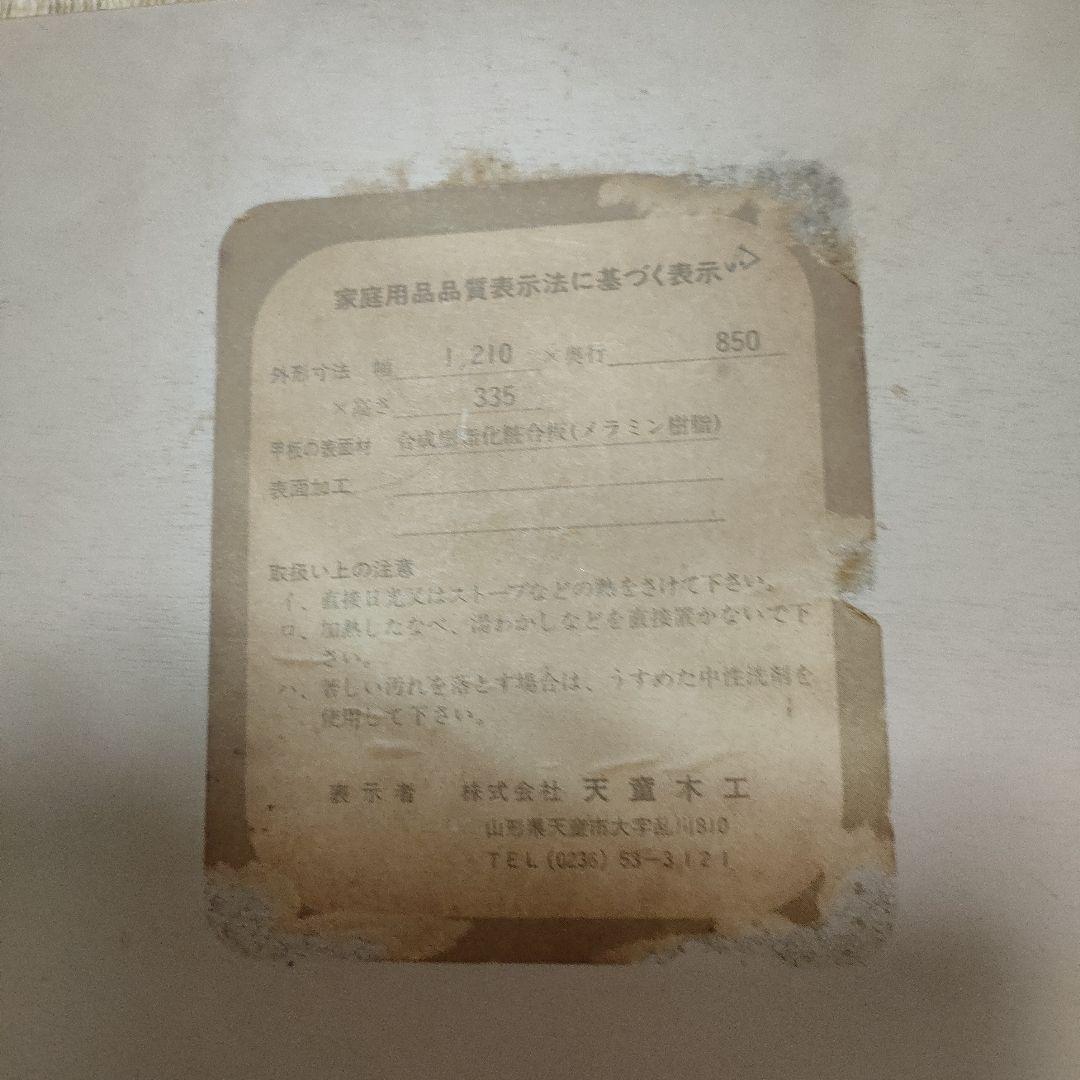 家庭用品品質表示法に基づく表示
外形寸法 幅 1,210 ×奥行 850
×高さ 335
甲板の表面材 合成樹脂化粧合板(メラミン樹脂)
表面加工
取扱い上の注意
イ、直接日光又はストーブなどの熱をさけて下さい。
ロ、加熱したなべ、湯わかしなどを直接置かないで下
さい。
ハ、著しい汚れを落とす場合は、うすめた中性洗剤を
使用して下さい。
表示者 株式会社 天童木工
山形県天童市大字乱川810
TEL(0236)53-3121